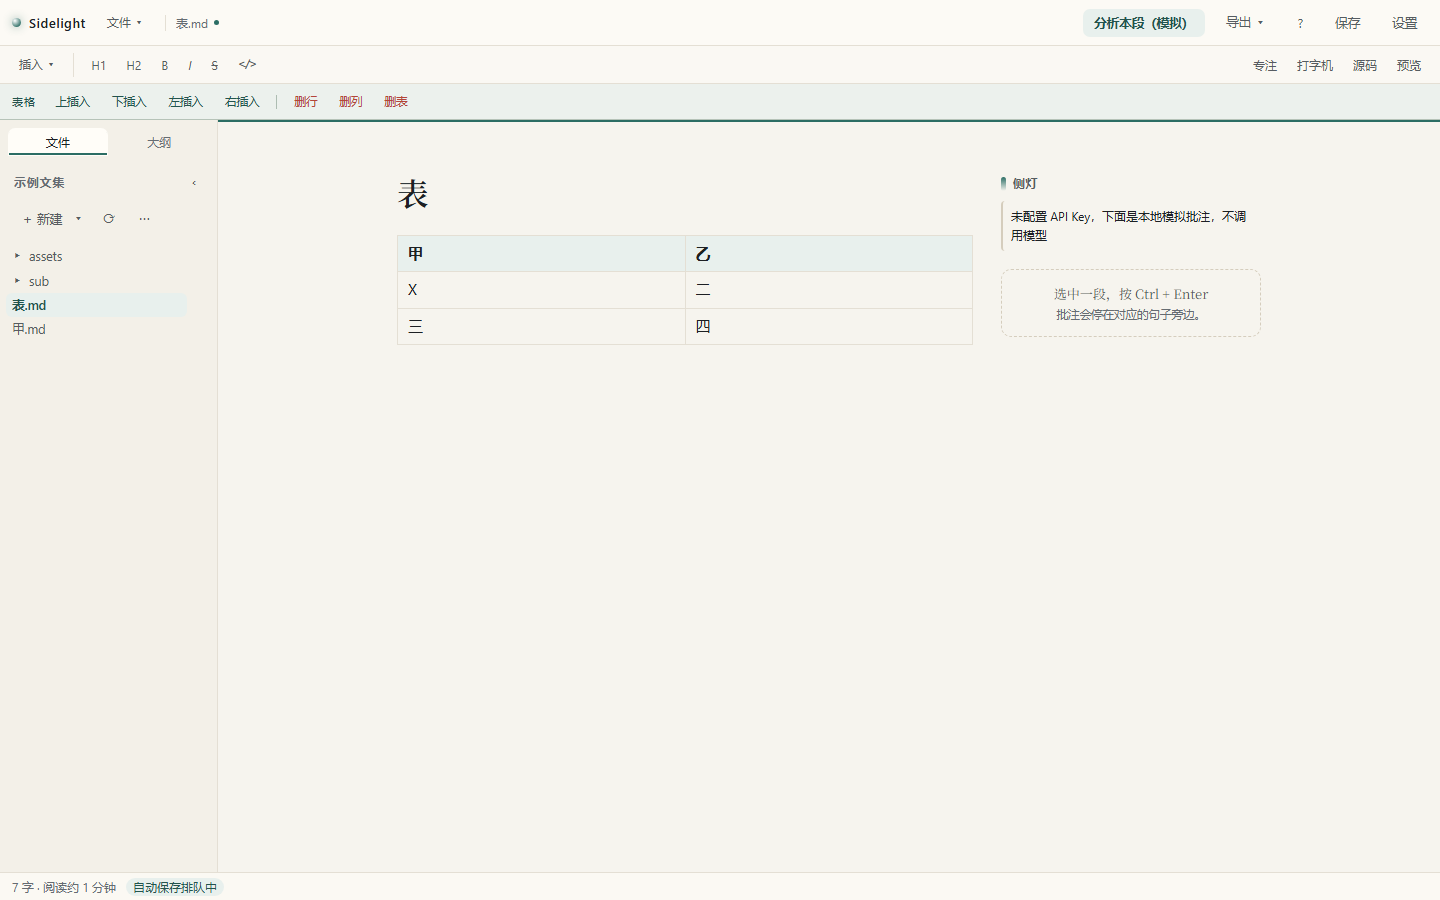 Sidelight 文件 表.md 分析本段（模拟） 导出 ? 保存 设置
插入 H1 H2 B I S </> 专注 打字机 源码 预览
表格 上插入 下插入 左插入 右插入 删行 删列 删表
文件 大纲
示例文集
+ 新建 ···
assets
sub
表.md
甲.md
表
甲 乙
X 二
三 四
侧灯
未配置 API Key，下面是本地模拟批注，不调
用模型
选中一段，按 Ctrl + Enter
批注会停在对应的句子旁边。
7 字 · 阅读约 1 分钟 自动保存排队中